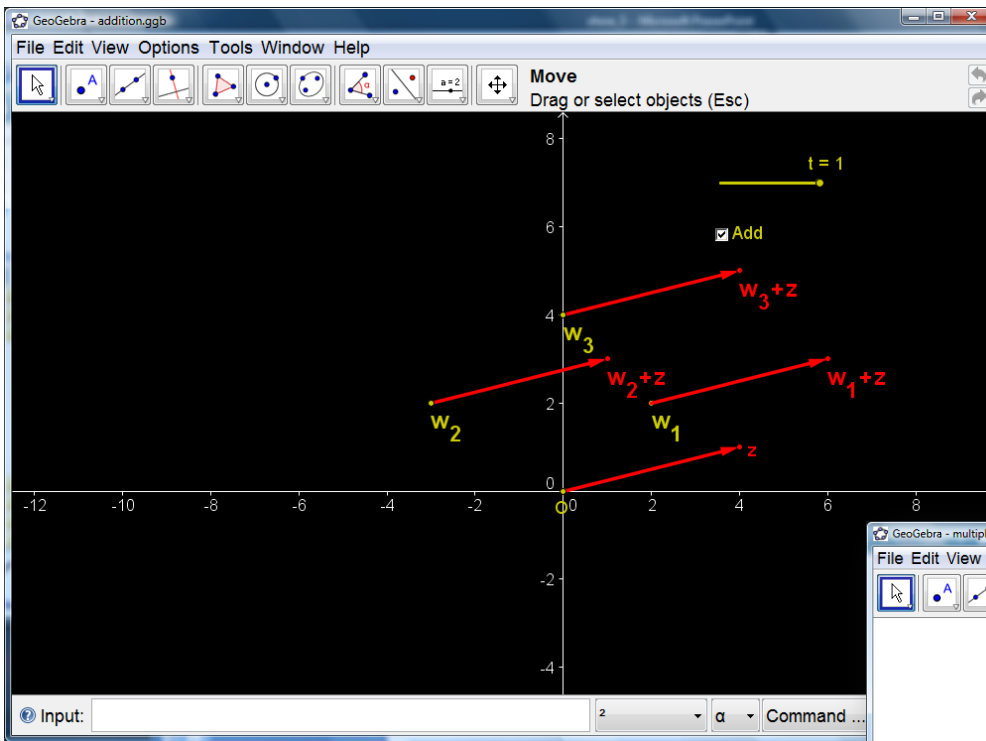 GeoGebra - addition.ggb
File Edit View Options Tools Window Help
A
α
a=2
Move
Drag or select objects (Esc)
8
t = 1
6
Add
w3+z
4
w3
w2+z
w1+z
2
w2
w1
z
0
-12 -10 -8 -6 -4 -2 0 2 4 6 8
O
-2
-4
GeoGebra - multipl
File Edit View
A
Input:
²
α
Command ...